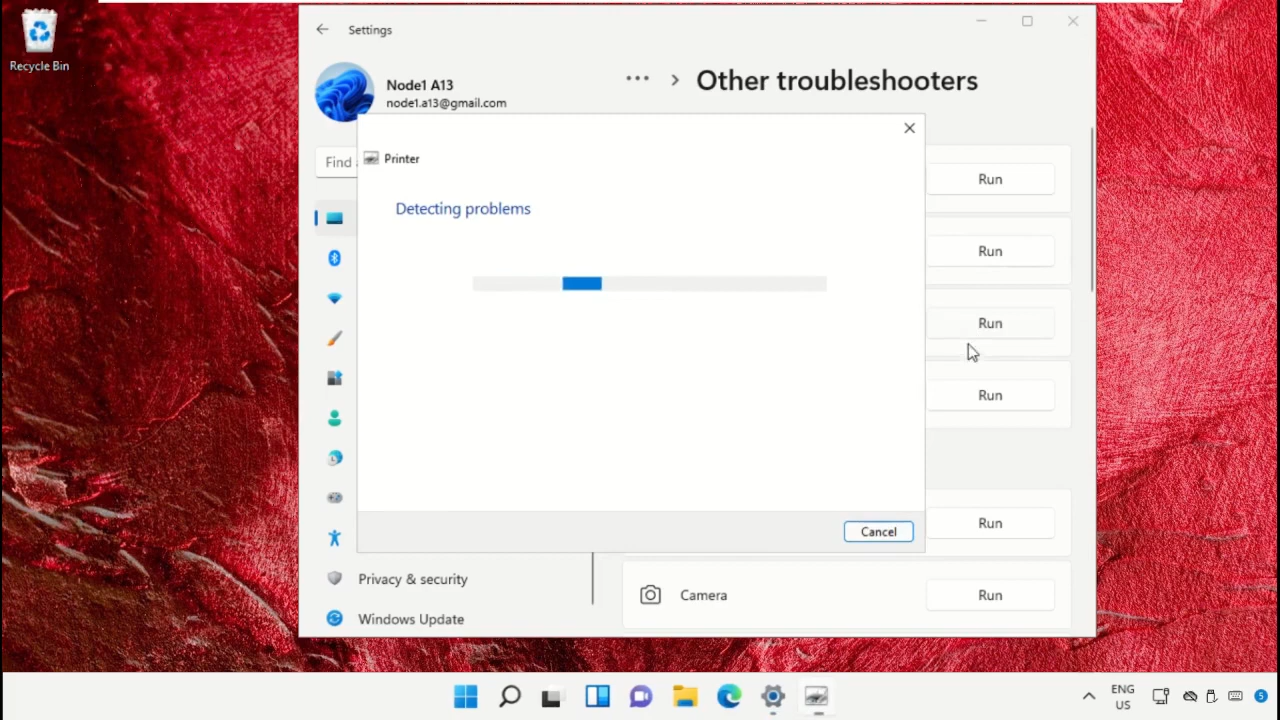 Recycle Bin
Settings
Node1 A13
node1.a13@gmail.com
Other troubleshooters
Find
Printer
Detecting problems
Run
Run
Run
Run
Run
Cancel
Privacy & security
Camera
Run
Windows Update
ENG
US
5